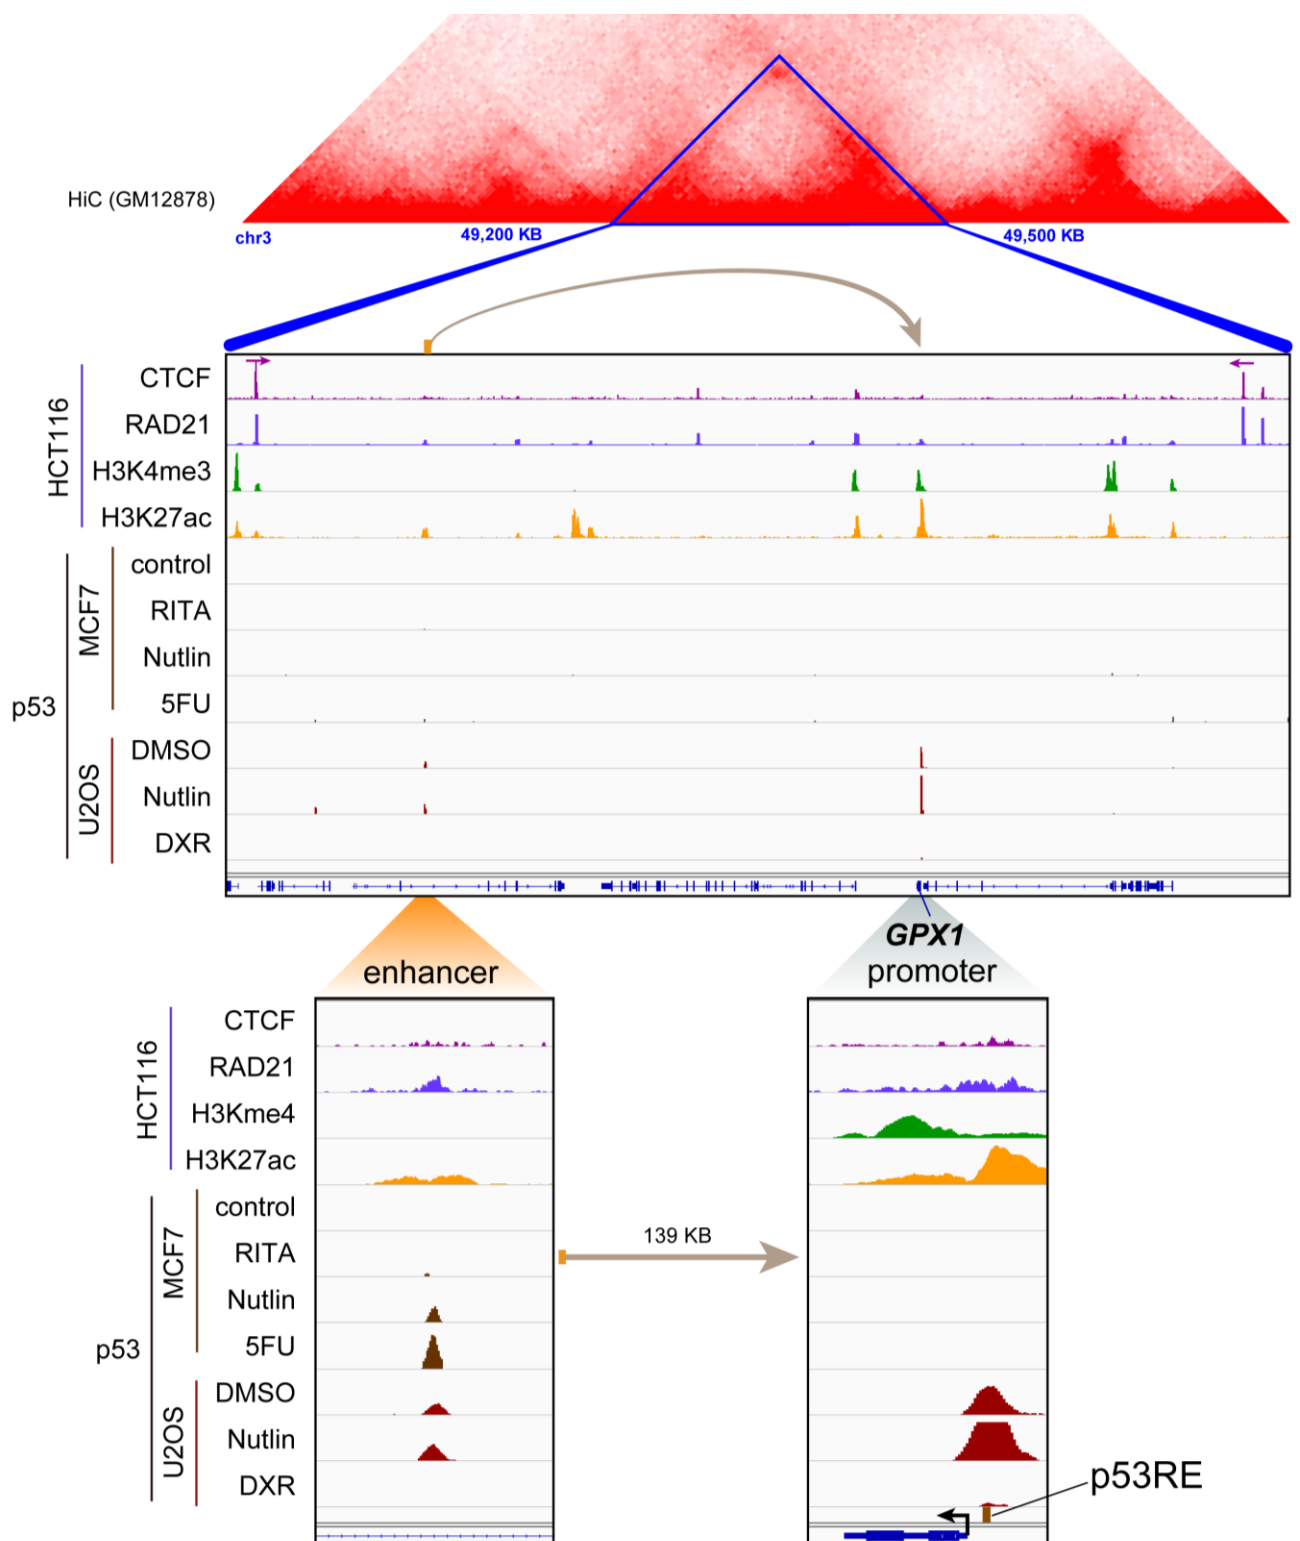 HiC (GM12878)
chr3
49,200 KB
49,500 KB
HCT116
CTCF
RAD21
H3K4me3
H3K27ac
p53
MCF7
control
RITA
Nutlin
5FU
U2OS
DMSO
Nutlin
DXR
enhancer
GPX1
promoter
HCT116
CTCF
RAD21
H3Kme4
H3K27ac
p53
MCF7
control
RITA
Nutlin
5FU
139 KB
U2OS
DMSO
Nutlin
DXR
p53RE